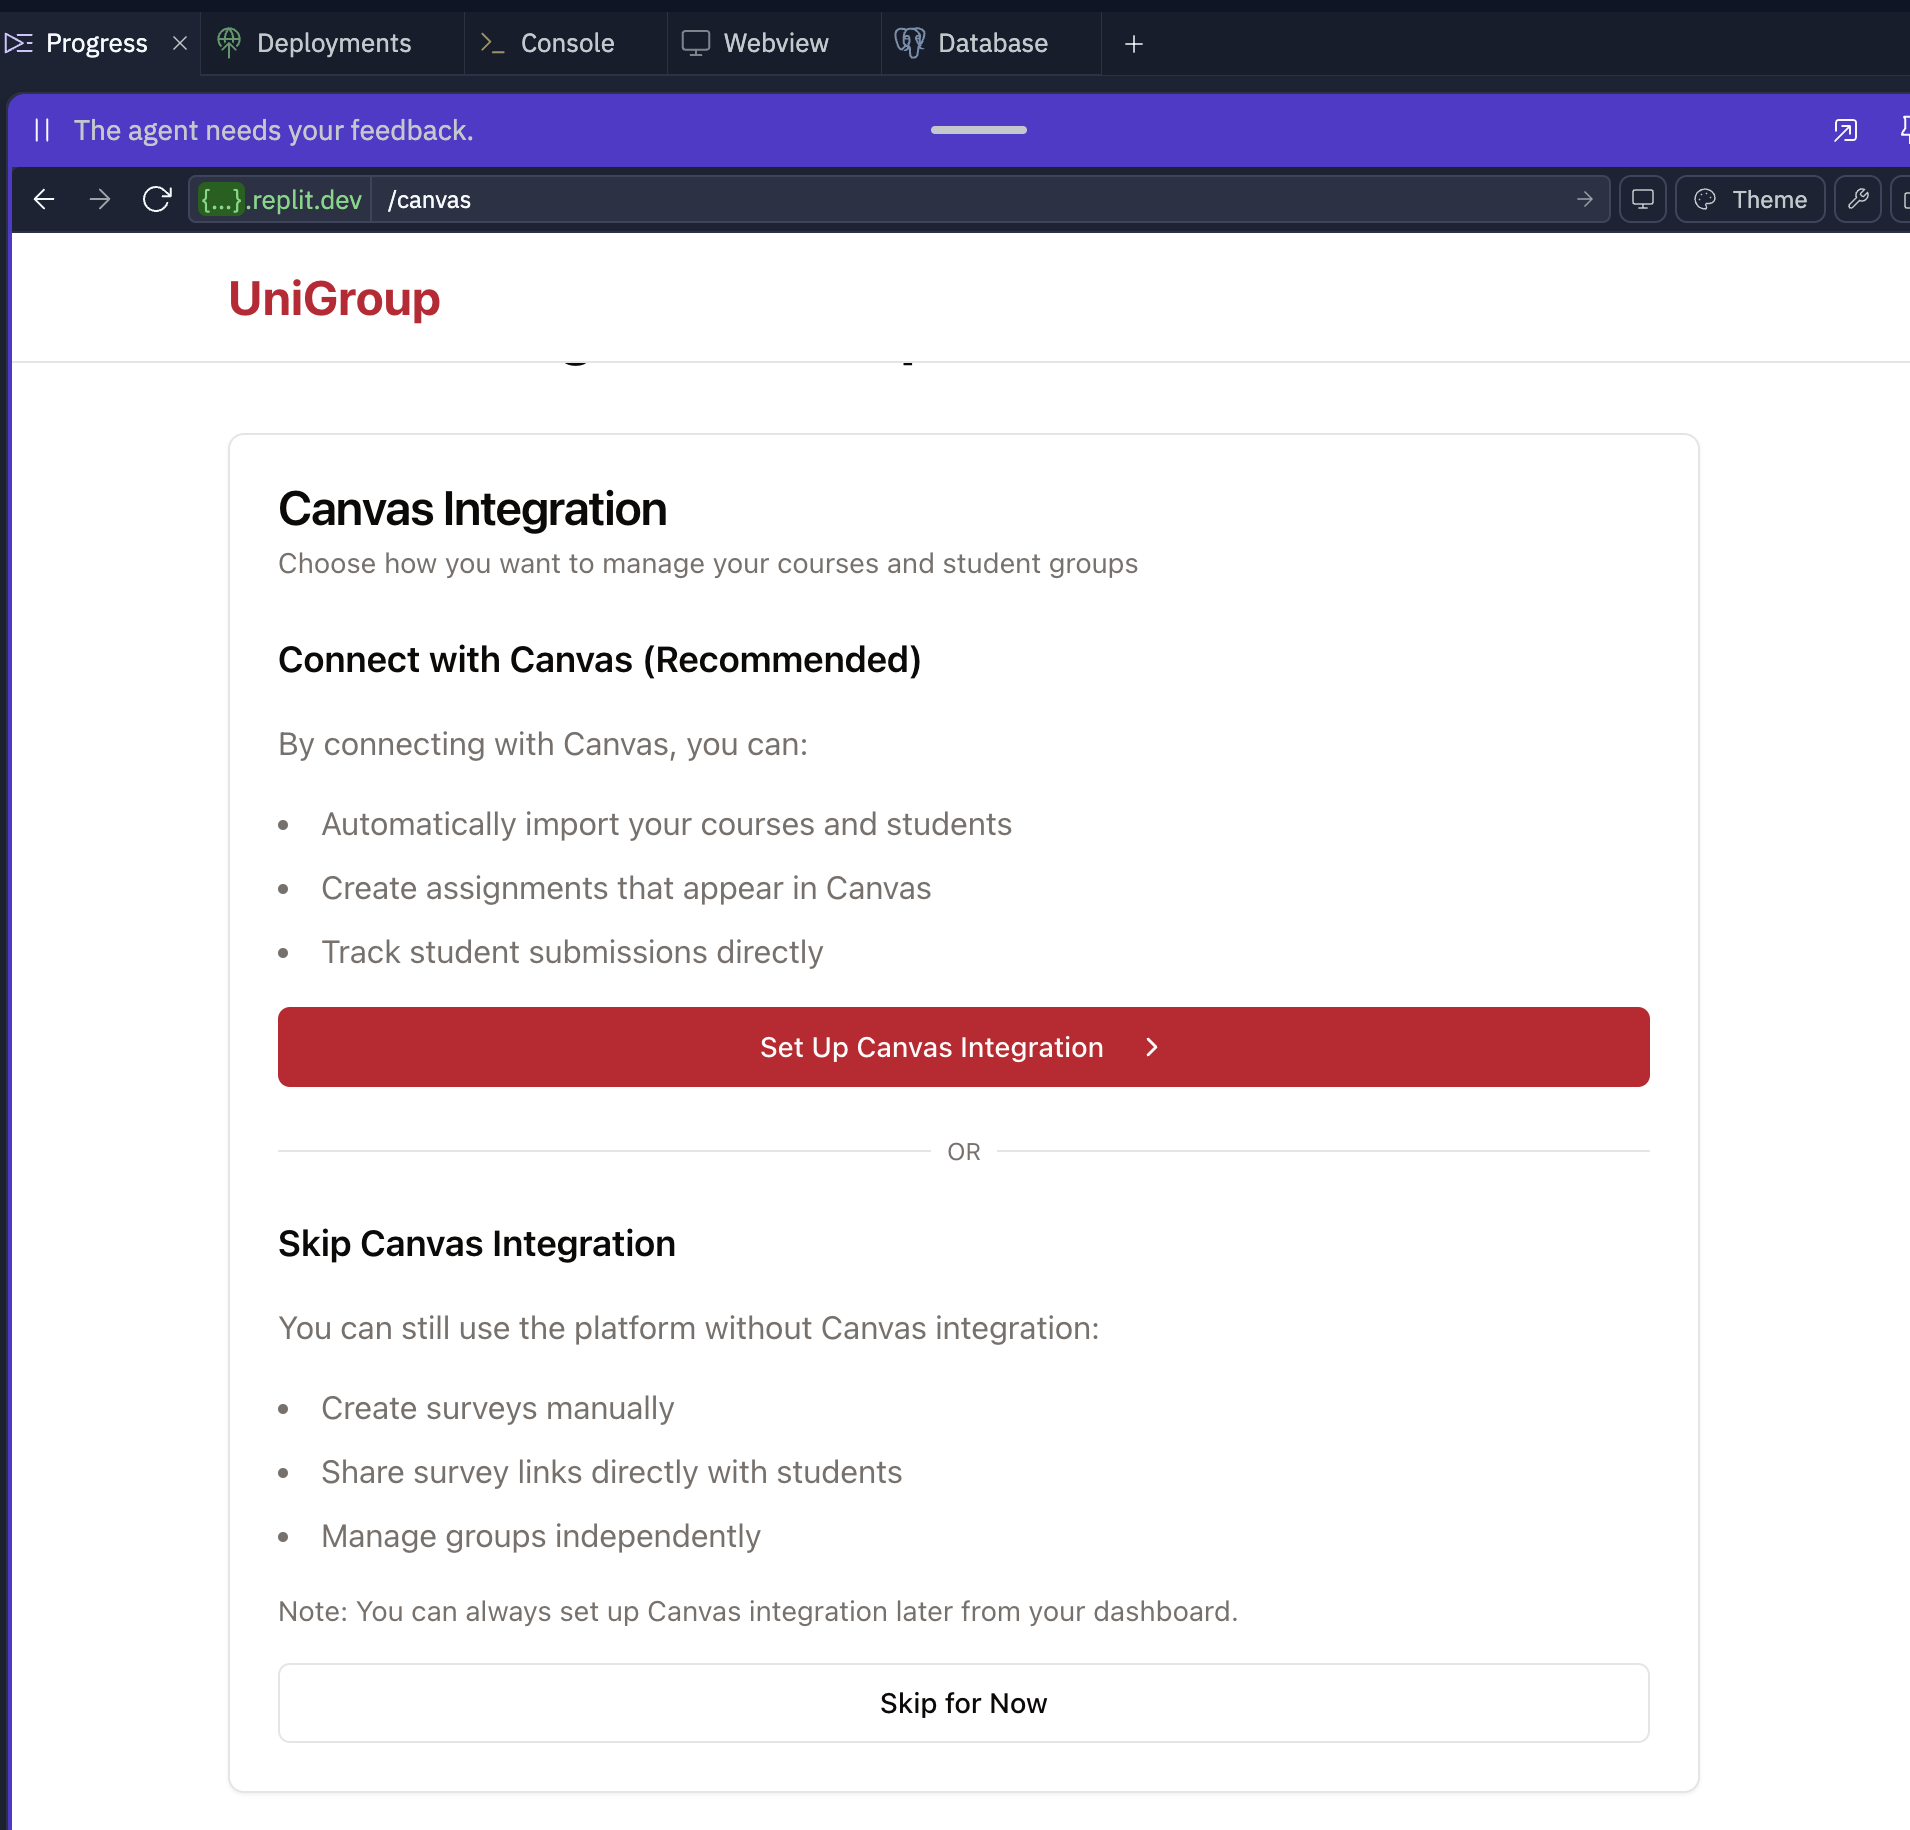 Progress
Deployments
Console
Webview
Database
The agent needs your feedback.
{...}.replit.dev /canvas
Theme
UniGroup
Canvas Integration
Choose how you want to manage your courses and student groups
Connect with Canvas (Recommended)
By connecting with Canvas, you can:
• Automatically import your courses and students
• Create assignments that appear in Canvas
• Track student submissions directly
Set Up Canvas Integration
OR
Skip Canvas Integration
You can still use the platform without Canvas integration:
• Create surveys manually
• Share survey links directly with students
• Manage groups independently
Note: You can always set up Canvas integration later from your dashboard.
Skip for Now